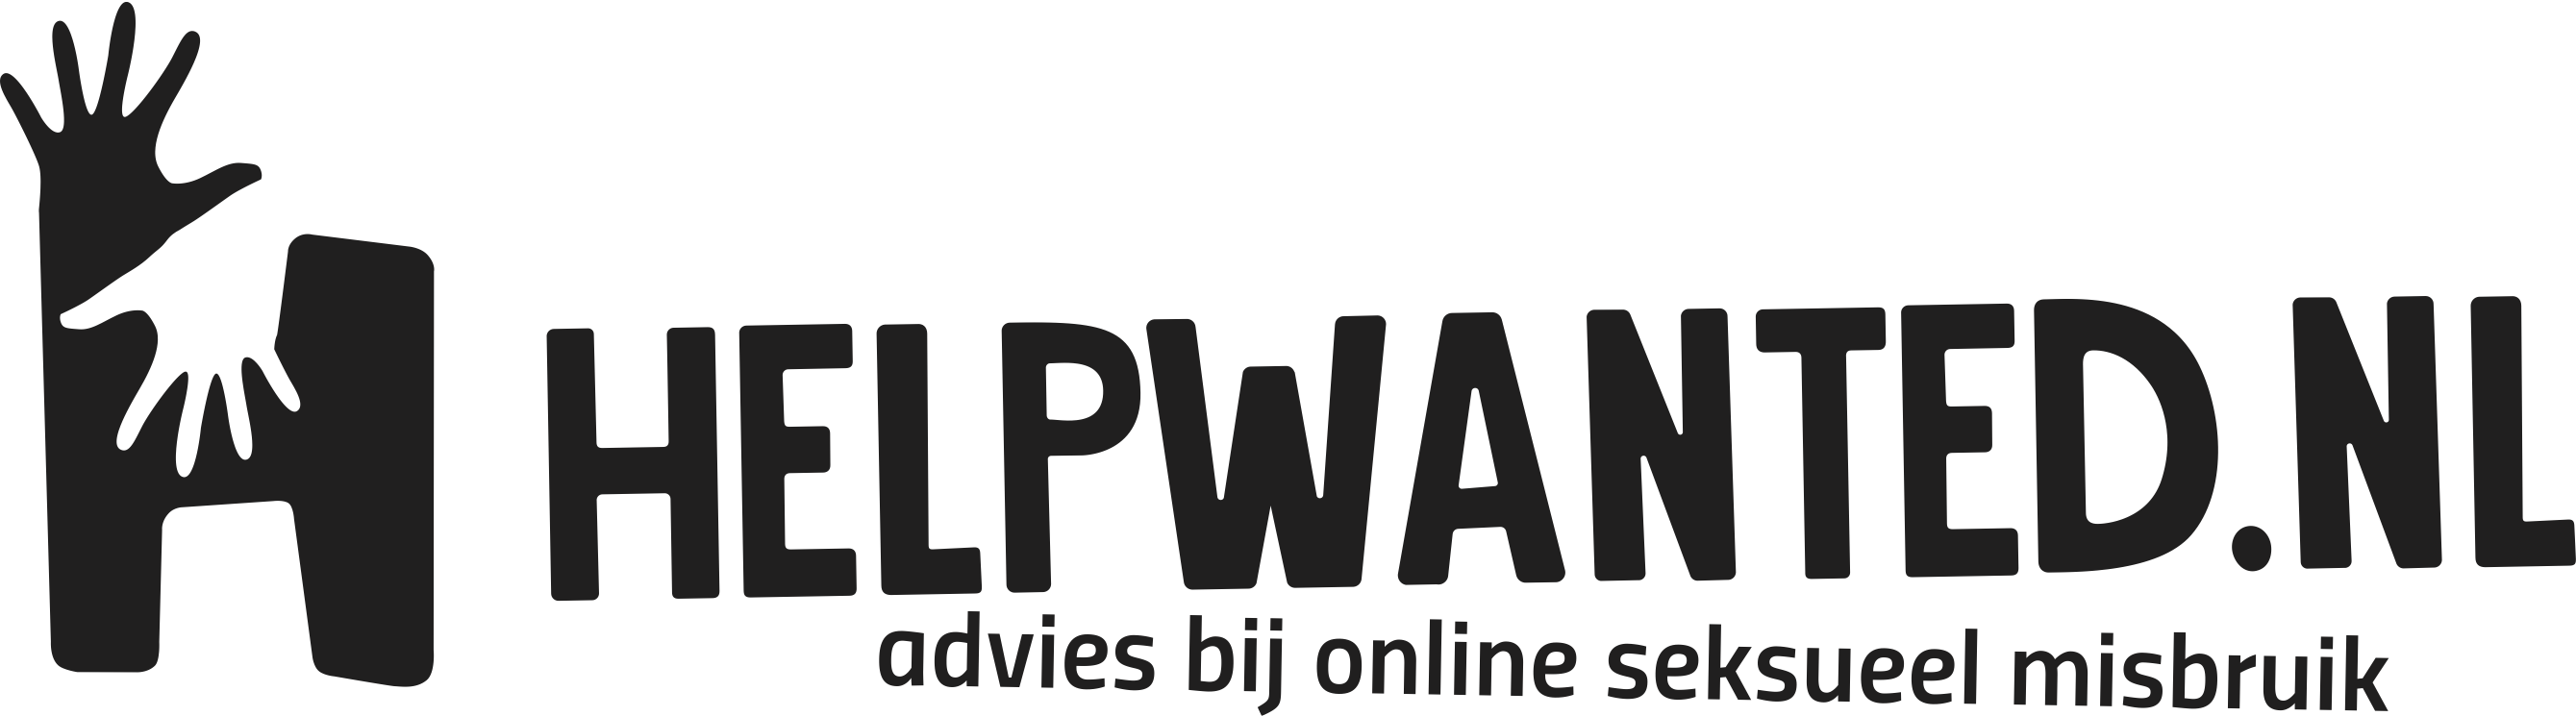 HELPWANTED.NL
advies bij online seksueel misbruik